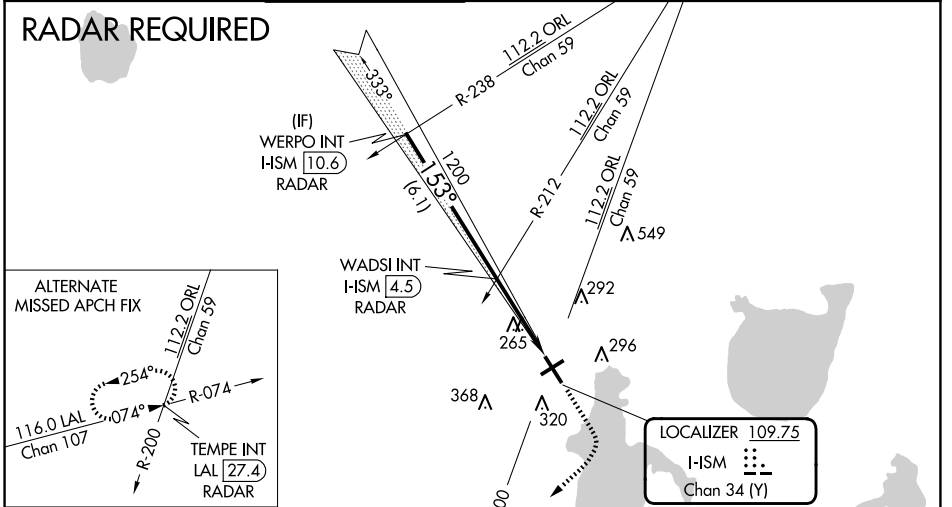 RADAR REQUIRED
112.2 ORL
Chan 59
R-238
333°
(IF)
WERPO INT
I-ISM 10.6
RADAR
1200
153°
(6.1)
112.2 ORL
Chan 59
R-212
112.2 ORL
Chan 59
549
WADSI INT
I-ISM 4.5
RADAR
292
265
296
368
320
ALTERNATE
MISSED APCH FIX
112.2 ORL
Chan 59
254°
074°
R-074
116.0 LAL
Chan 107
R-200
TEMPE INT
LAL 27.4
RADAR
LOCALIZER 109.75
I-ISM
Chan 34 (Y)
00